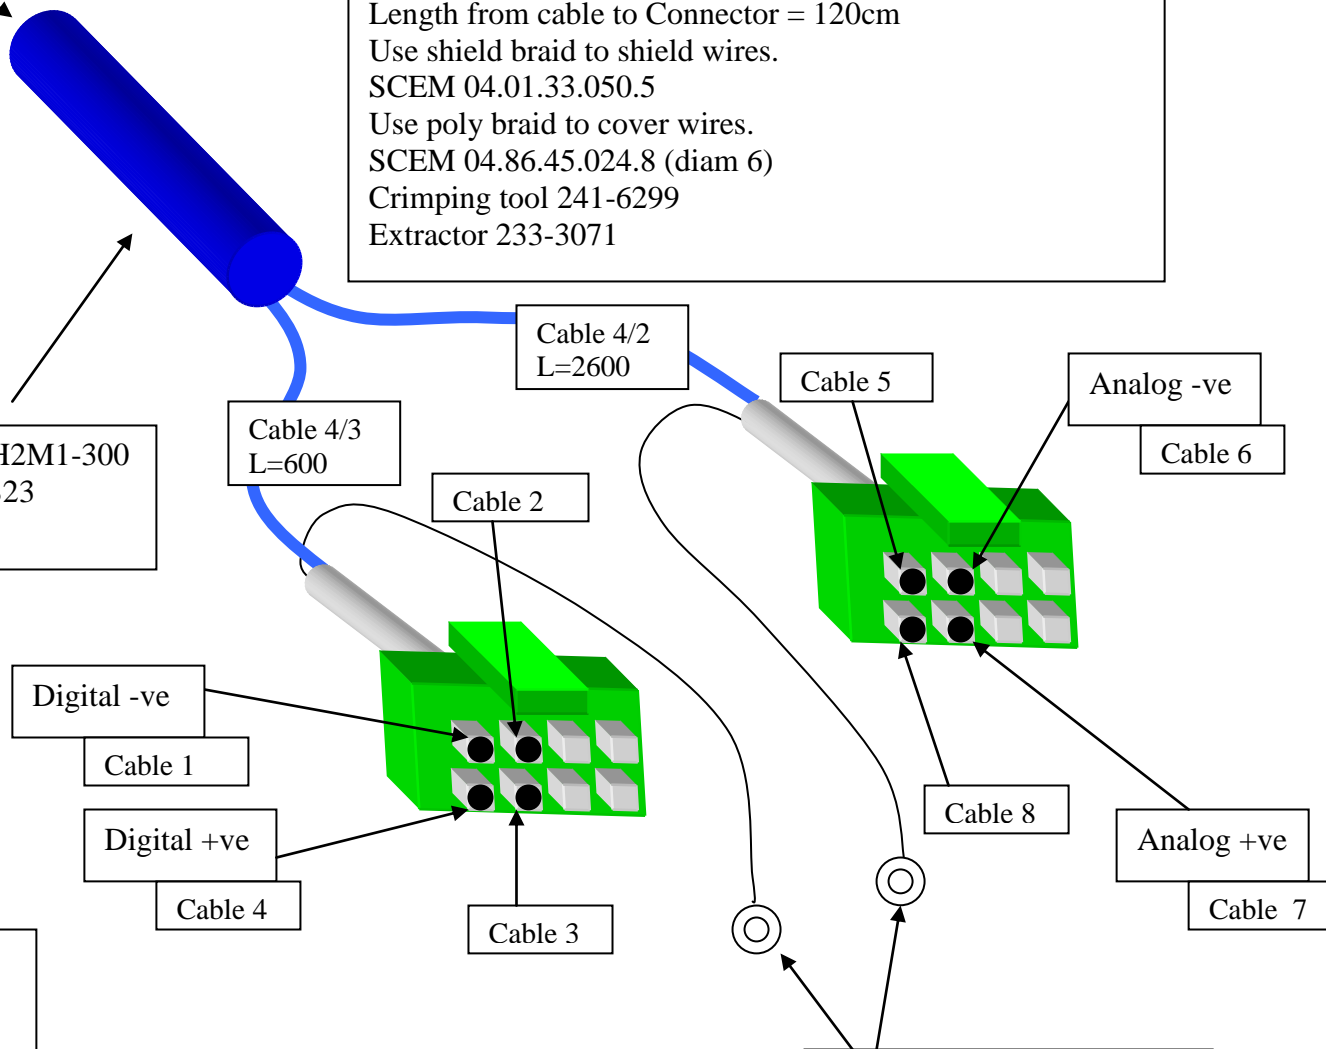 Length from cable to Connector = 120cm
Use shield braid to shield wires.
SCEM 04.01.33.050.5
Use poly braid to cover wires.
SCEM 04.86.45.024.8 (diam 6)
Crimping tool 241-6299
Extractor 233-3071
Cable 4/2
L=2600
Cable 5
Analog -ve
Cable 6
Cable 4/3
L=600
H2M1-300
23
Cable 2
Digital -ve
Cable 1
Digital +ve
Cable 4
Cable 3
Cable 8
Analog +ve
Cable 7